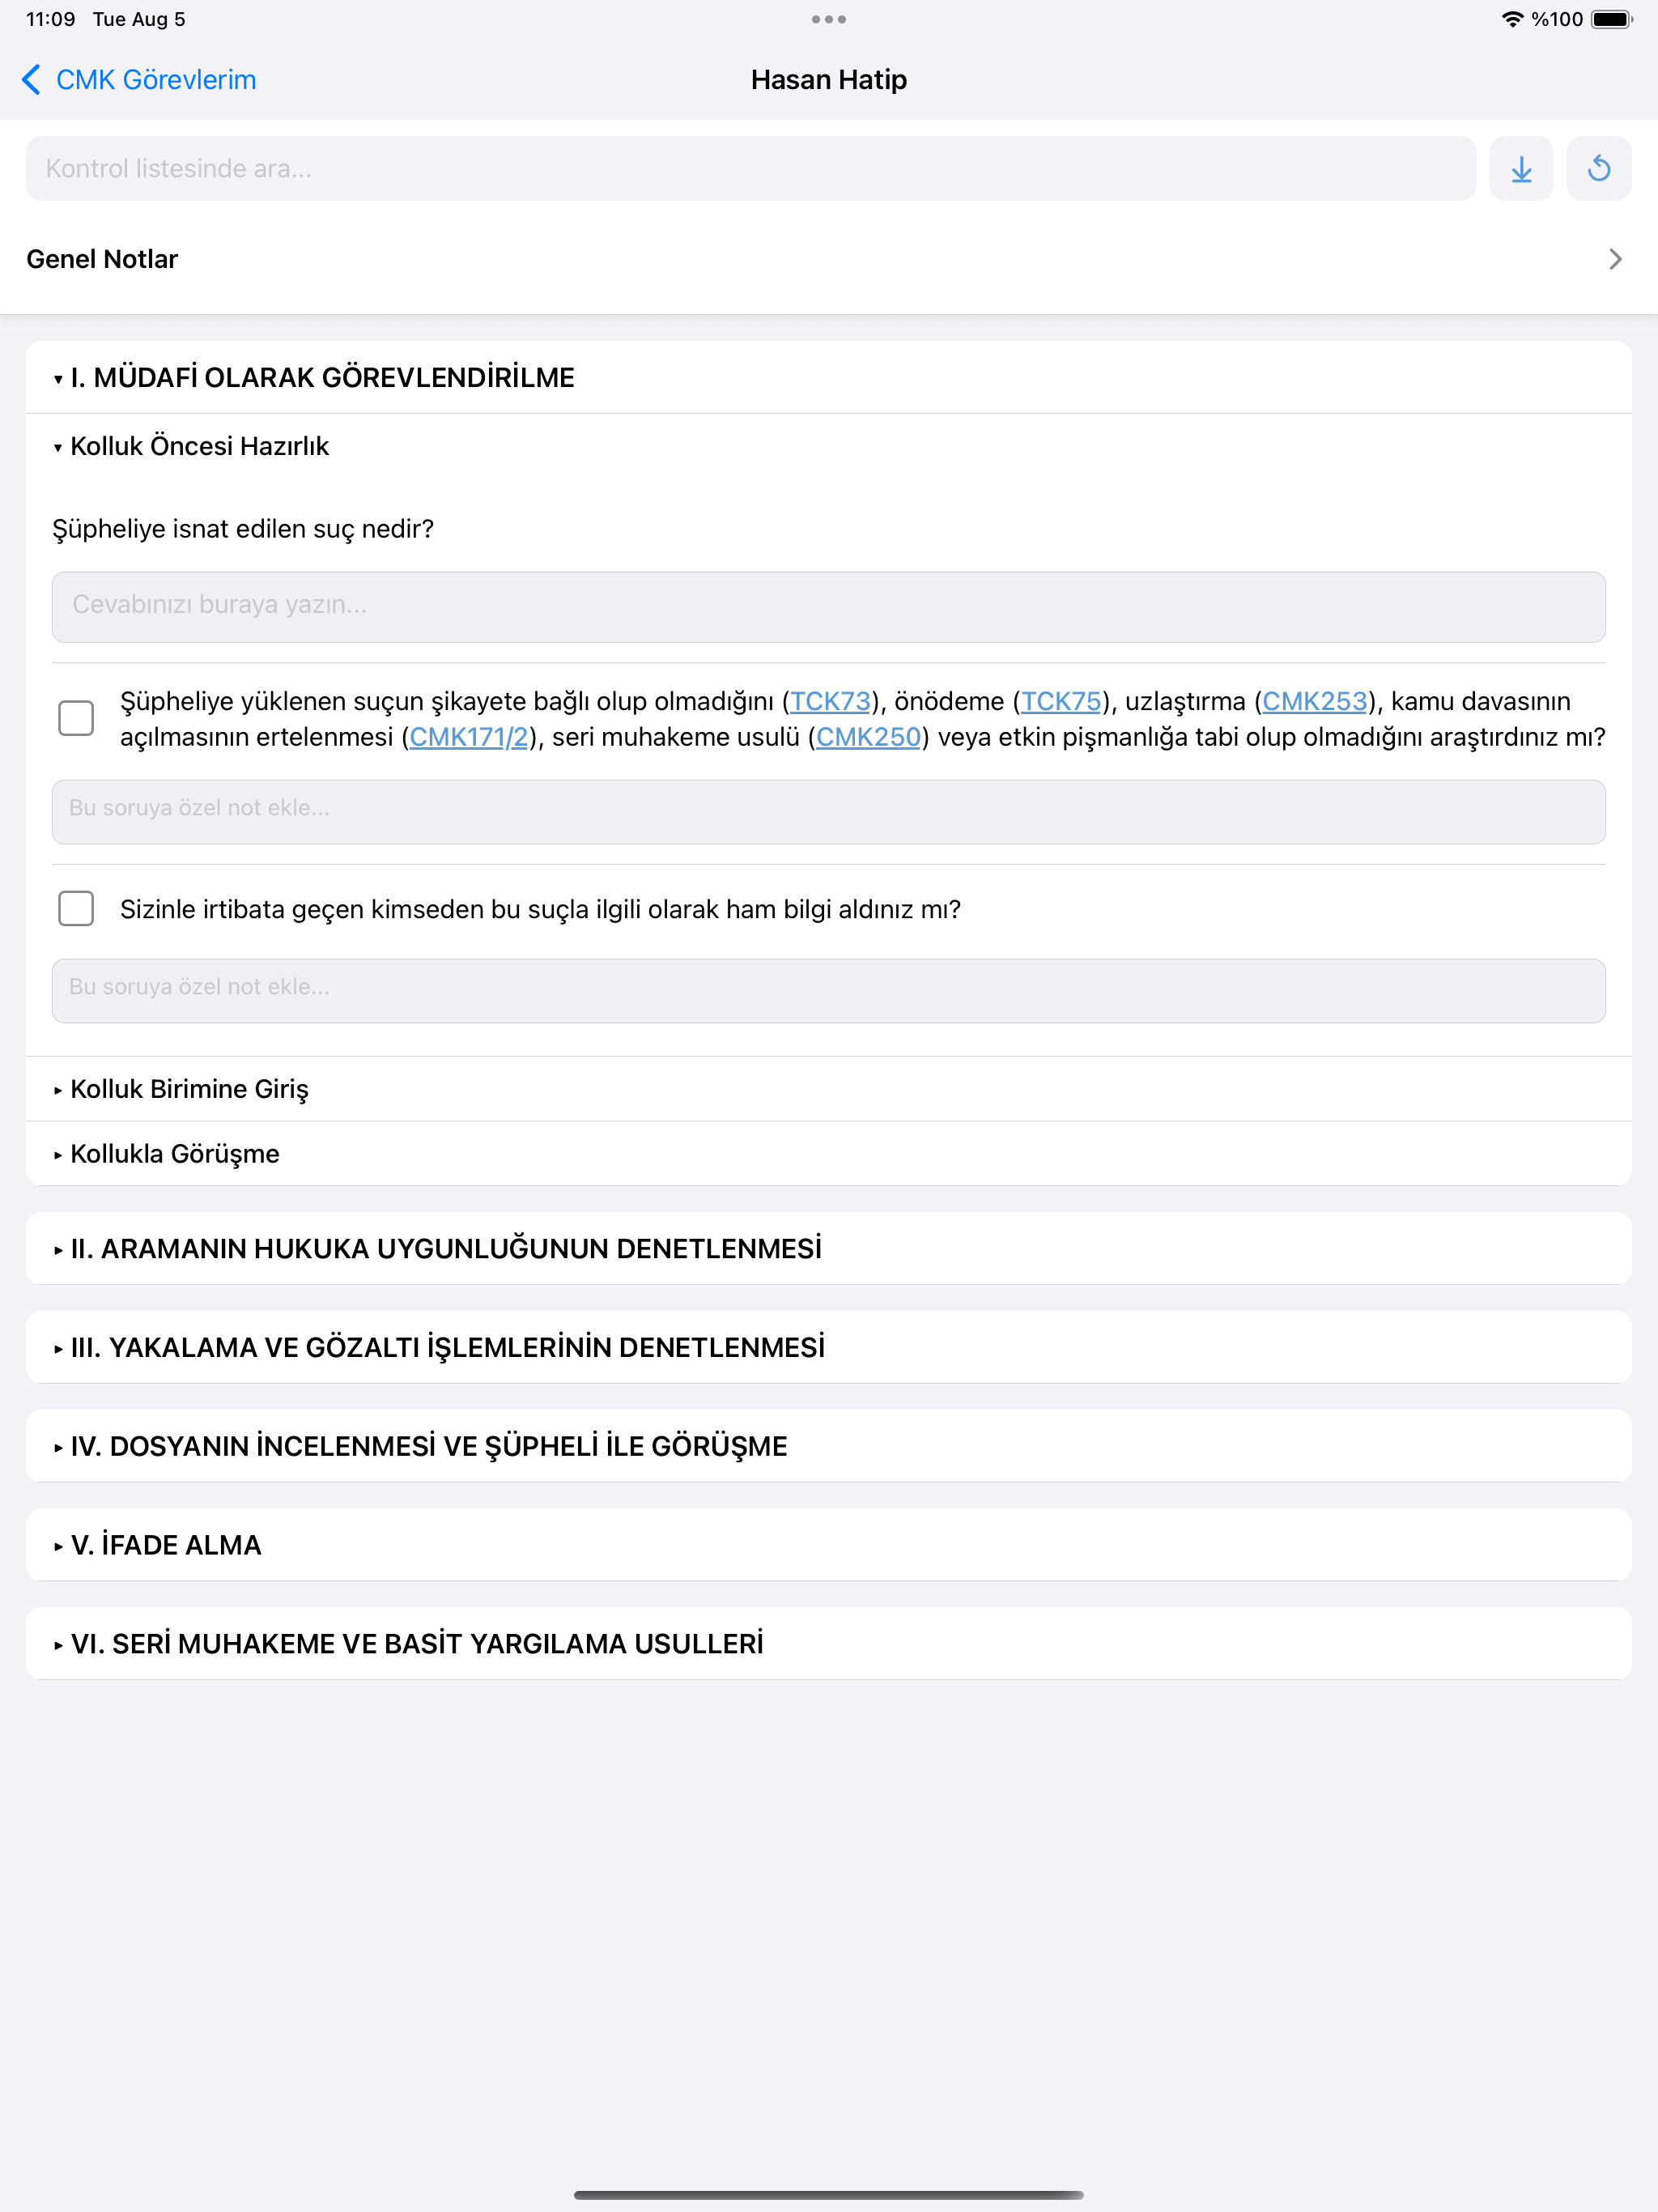 11:09 Tue Aug 5
%100
CMK Görevlerim
Hasan Hatip
Kontrol listesinde ara...
Genel Notlar
I. MÜDAFİ OLARAK GÖREVLENDİRİLME
Kolluk Öncesi Hazırlık
Şüpheliye isnat edilen suç nedir?
Cevabınızı buraya yazın...
Şüpheliye yüklenen suçun şikayete bağlı olup olmadığını (TCK73), önödeme (TCK75), uzlaştırma (CMK253), kamu davasının
açılmasının ertelenmesi (CMK171/2), seri muhakeme usulü (CMK250) veya etkin pişmanlığa tabi olup olmadığını araştırdınız mı?
Bu soruya özel not ekle...
Sizinle irtibata geçen kimseden bu suçla ilgili olarak ham bilgi aldınız mı?
Bu soruya özel not ekle...
Kolluk Birimine Giriş
Kollukla Görüşme
II. ARAMANIN HUKUKA UYGUNLUĞUNUN DENETLENMESİ
III. YAKALAMA VE GÖZALTI İŞLEMLERİNİN DENETLENMESİ
IV. DOSYANIN İNCELENMESİ VE ŞÜPHELİ İLE GÖRÜŞME
V. İFADE ALMA
VI. SERİ MUHAKEME VE BASİT YARGILAMA USULLERİ